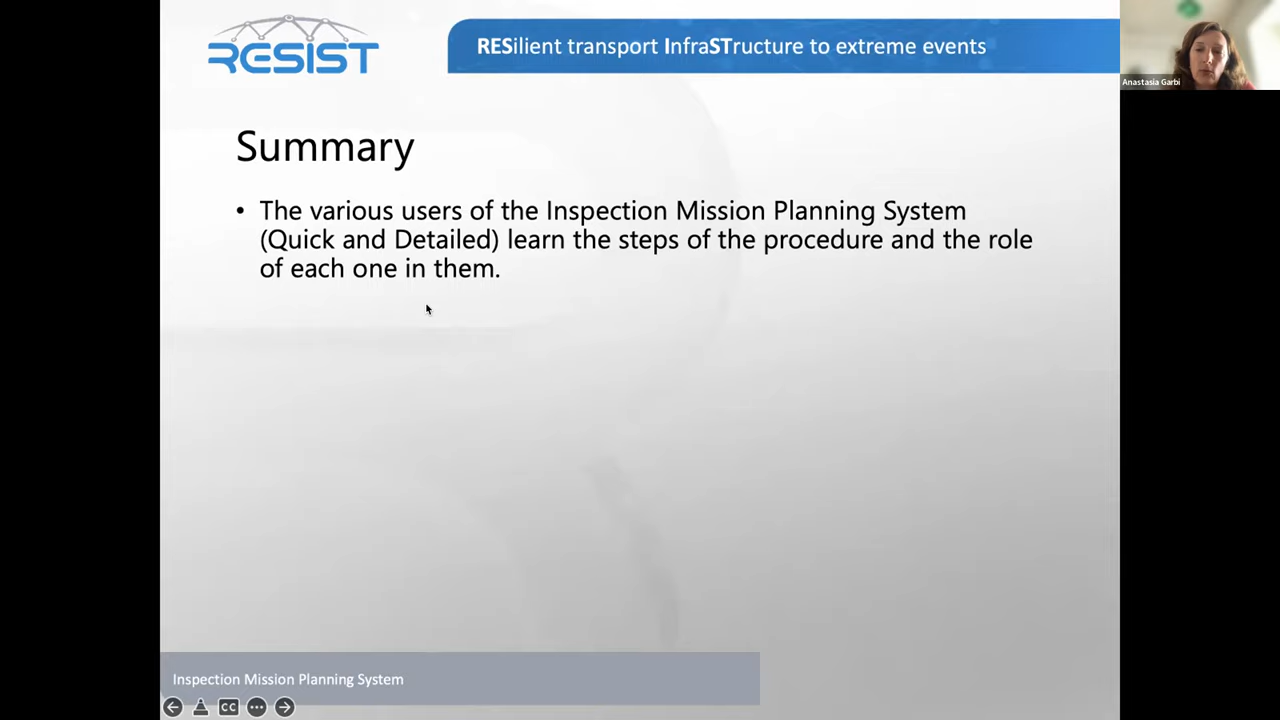 RESIST
RESilient transport InfraSTructure to extreme events
Anastasia Garbi
Summary
• The various users of the Inspection Mission Planning System
(Quick and Detailed) learn the steps of the procedure and the role
of each one in them.
Inspection Mission Planning System
CC